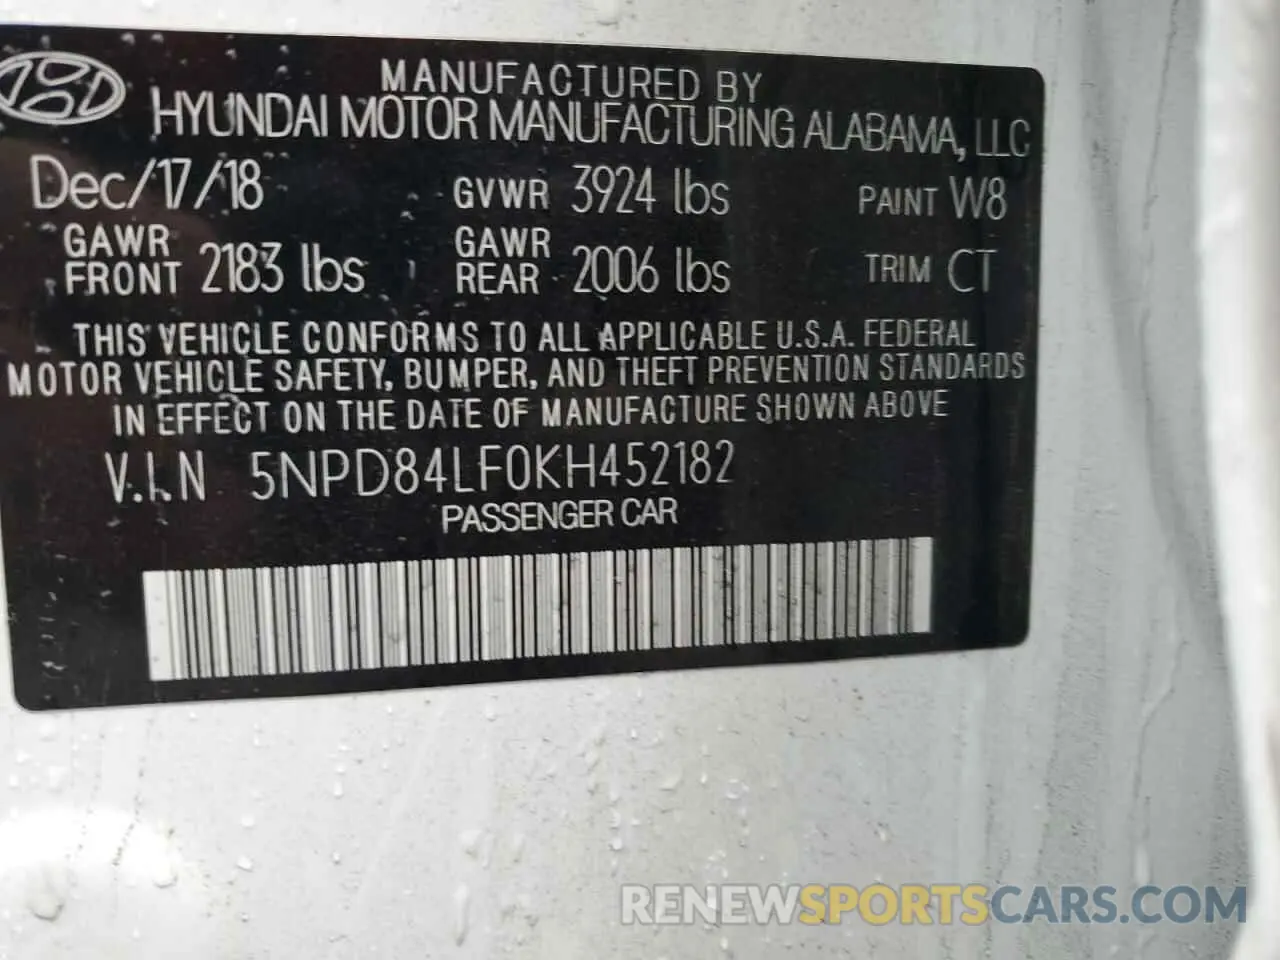 MANUFACTURED BY
HYUNDAI MOTOR MANUFACTURING ALABAMA, LLC
Dec/17/18 GVWR 3924 lbs PAINT W8
GAWR FRONT 2183 lbs GAWR REAR 2006 lbs TRIM CT
THIS VEHICLE CONFORMS TO ALL APPLICABLE U.S.A. FEDERAL
MOTOR VEHICLE SAFETY, BUMPER, AND THEFT PREVENTION STANDARDS
IN EFFECT ON THE DATE OF MANUFACTURE SHOWN ABOVE
V.I.N 5NPD84LF0KH452182
PASSENGER CAR
RENEWSPORTSCARS.COM